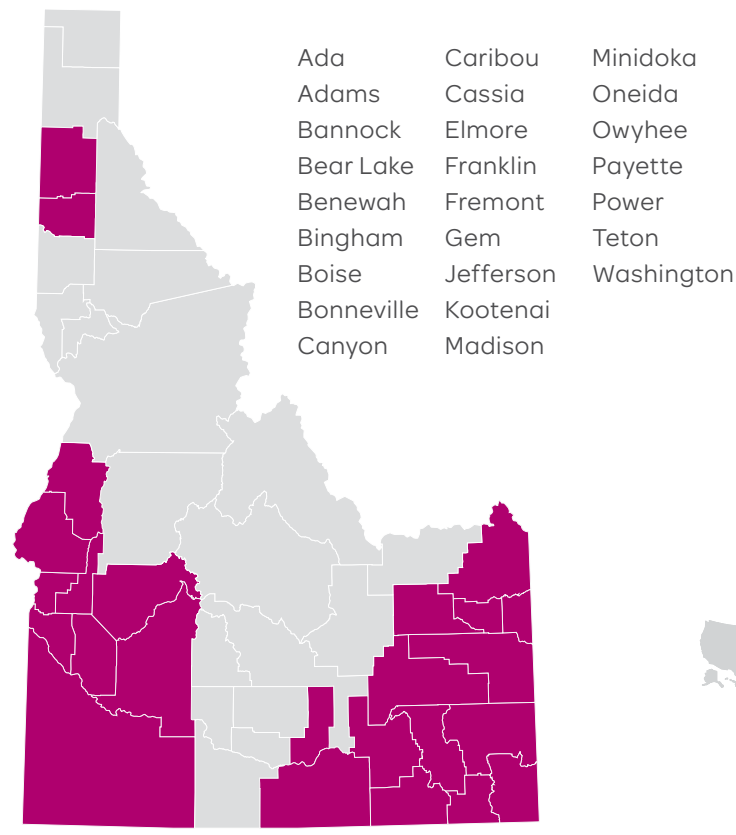 Ada
Adams
Bannock
Bear Lake
Benewah
Bingham
Boise
Bonneville
Canyon
Caribou
Cassia
Elmore
Franklin
Fremont
Gem
Jefferson
Kootenai
Madison
Minidoka
Oneida
Owyhee
Payette
Power
Teton
Washington